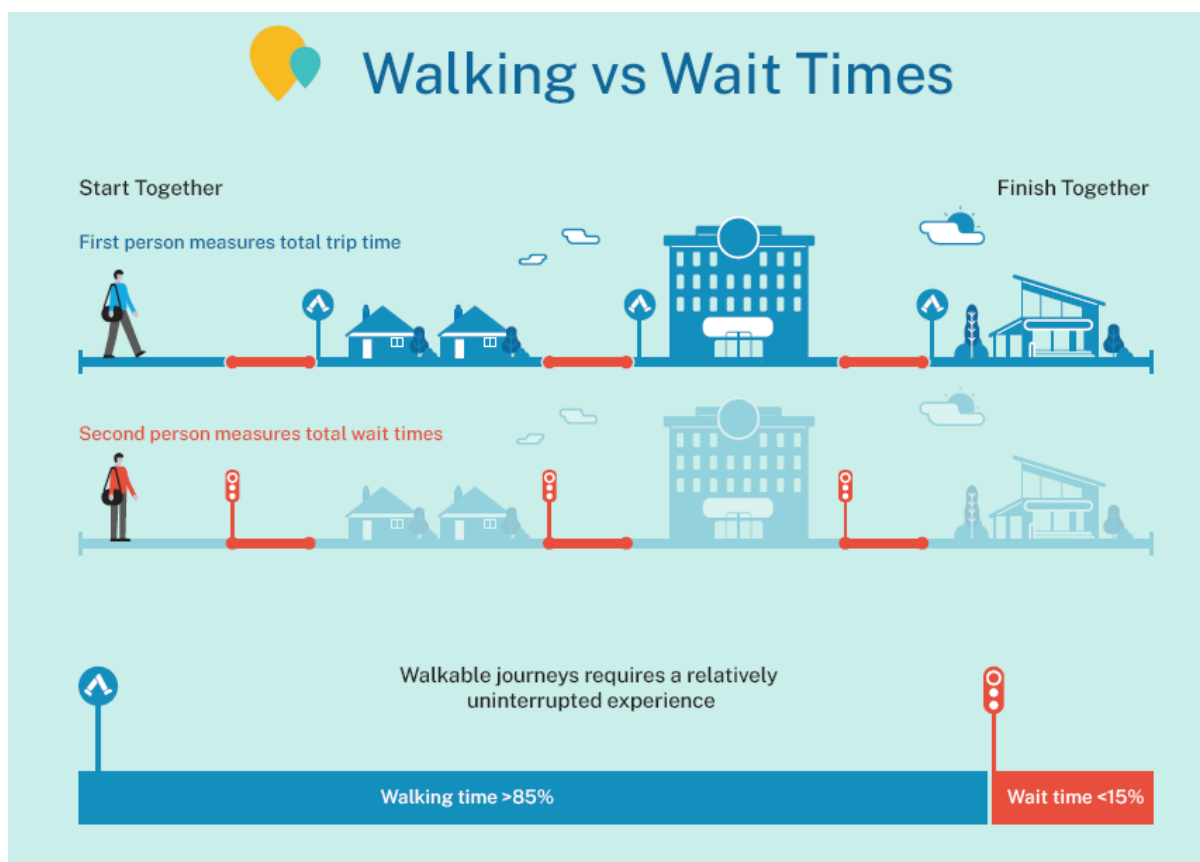 Walking vs Wait Times
Start Together
Finish Together
First person measures total trip time
Second person measures total wait times
Walkable journeys requires a relatively
uninterrupted experience
Walking time >85%
Wait time <15%